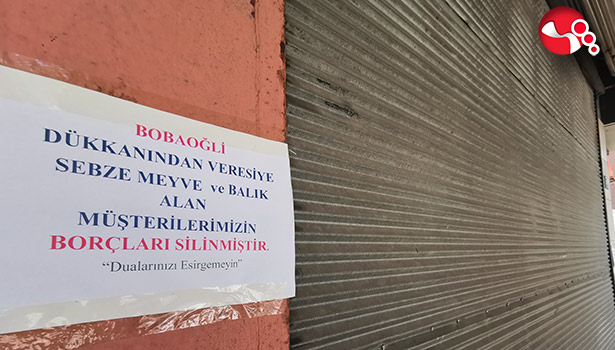 BOBAOĞLİ
DÜKKANINDAN VERESİYE
SEBZE MEYVE ve BALIK
ALAN
MÜŞTERİLERİMİZİN
BORÇLARI SİLİNMİŞTİR.
“Dualarınızı Esirgemeyin”